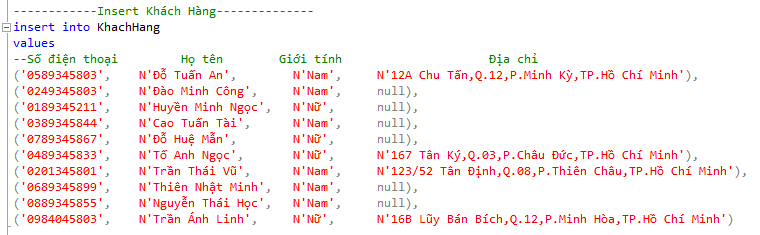 ------------Insert Khách Hàng--------------
insert into KhachHang
values
--Số điện thoại Họ tên Giới tính Địa chỉ
('0589345803', N'Đỗ Tuấn An', N'Nam', N'12A Chu Tấn,Q.12,P.Minh Kỳ,TP.Hồ Chí Minh'),
('0249345803', N'Đào Minh Công', N'Nam', null),
('0189345211', N'Huyền Minh Ngọc', N'Nữ', null),
('0389345844', N'Cao Tuấn Tài', N'Nam', null),
('0789345867', N'Đỗ Huệ Mẫn', N'Nữ', null),
('0489345833', N'Tố Anh Ngọc', N'Nữ', N'167 Tân Ký,Q.03,P.Châu Đức,TP.Hồ Chí Minh'),
('0201345801', N'Trần Thái Vũ', N'Nam', N'123/52 Tân Định,Q.08,P.Thiên Châu,TP.Hồ Chí Minh'),
('0689345899', N'Thiên Nhật Minh', N'Nam', null),
('0889345855', N'Nguyễn Thái Học', N'Nam', null),
('0984045803', N'Trần Ánh Linh', N'Nữ', N'16B Lũy Bán Bích,Q.12,P.Minh Hòa,TP.Hồ Chí Minh')